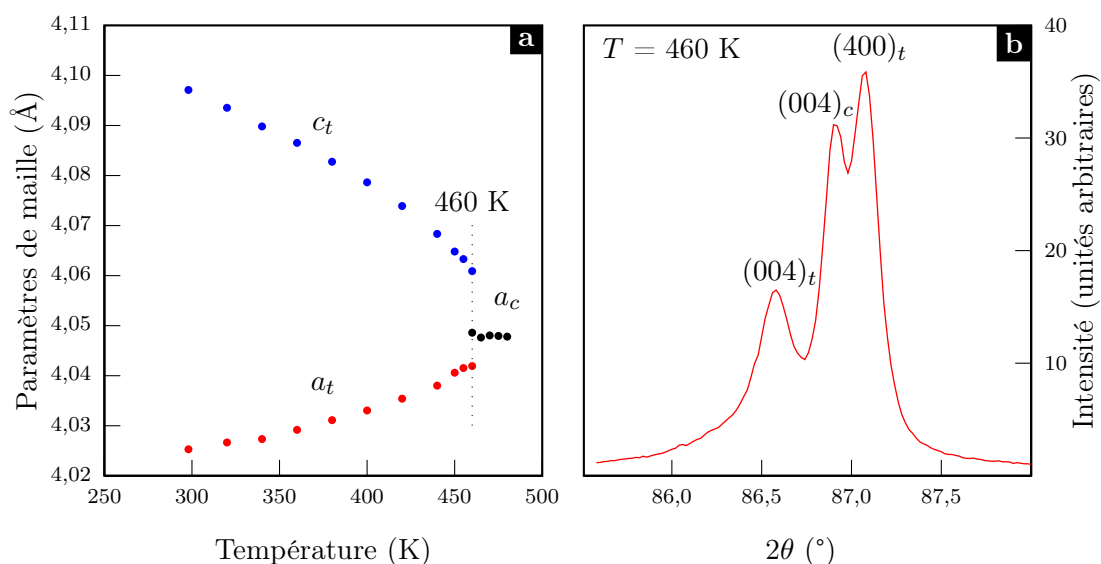 4,11
4,10
4,09
4,08
4,07
4,06
4,05
4,04
4,03
4,02
250
300
350
400
450
500
Paramètres de maille (Å)
Température (K)
a
c_t
460 K
a_c
a_t
b
T = 460 K
(400)_t
(004)_c
(004)_t
40
30
20
10
86,0
86,5
87,0
87,5
2θ (°)
Intensité (unités arbitraires)